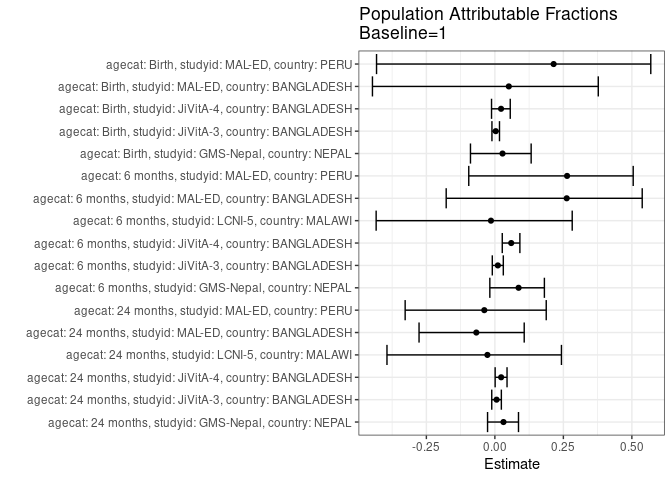 Population Attributable Fractions
Baseline=1
agecat: Birth, studyid: MAL-ED, country: PERU
agecat: Birth, studyid: MAL-ED, country: BANGLADESH
agecat: Birth, studyid: JiVitA-4, country: BANGLADESH
agecat: Birth, studyid: JiVitA-3, country: BANGLADESH
agecat: Birth, studyid: GMS-Nepal, country: NEPAL
agecat: 6 months, studyid: MAL-ED, country: PERU
agecat: 6 months, studyid: MAL-ED, country: BANGLADESH
agecat: 6 months, studyid: LCNI-5, country: MALAWI
agecat: 6 months, studyid: JiVitA-4, country: BANGLADESH
agecat: 6 months, studyid: JiVitA-3, country: BANGLADESH
agecat: 6 months, studyid: GMS-Nepal, country: NEPAL
agecat: 24 months, studyid: MAL-ED, country: PERU
agecat: 24 months, studyid: MAL-ED, country: BANGLADESH
agecat: 24 months, studyid: LCNI-5, country: MALAWI
agecat: 24 months, studyid: JiVitA-4, country: BANGLADESH
agecat: 24 months, studyid: JiVitA-3, country: BANGLADESH
agecat: 24 months, studyid: GMS-Nepal, country: NEPAL
-0.25 0.00 0.25 0.50
Estimate